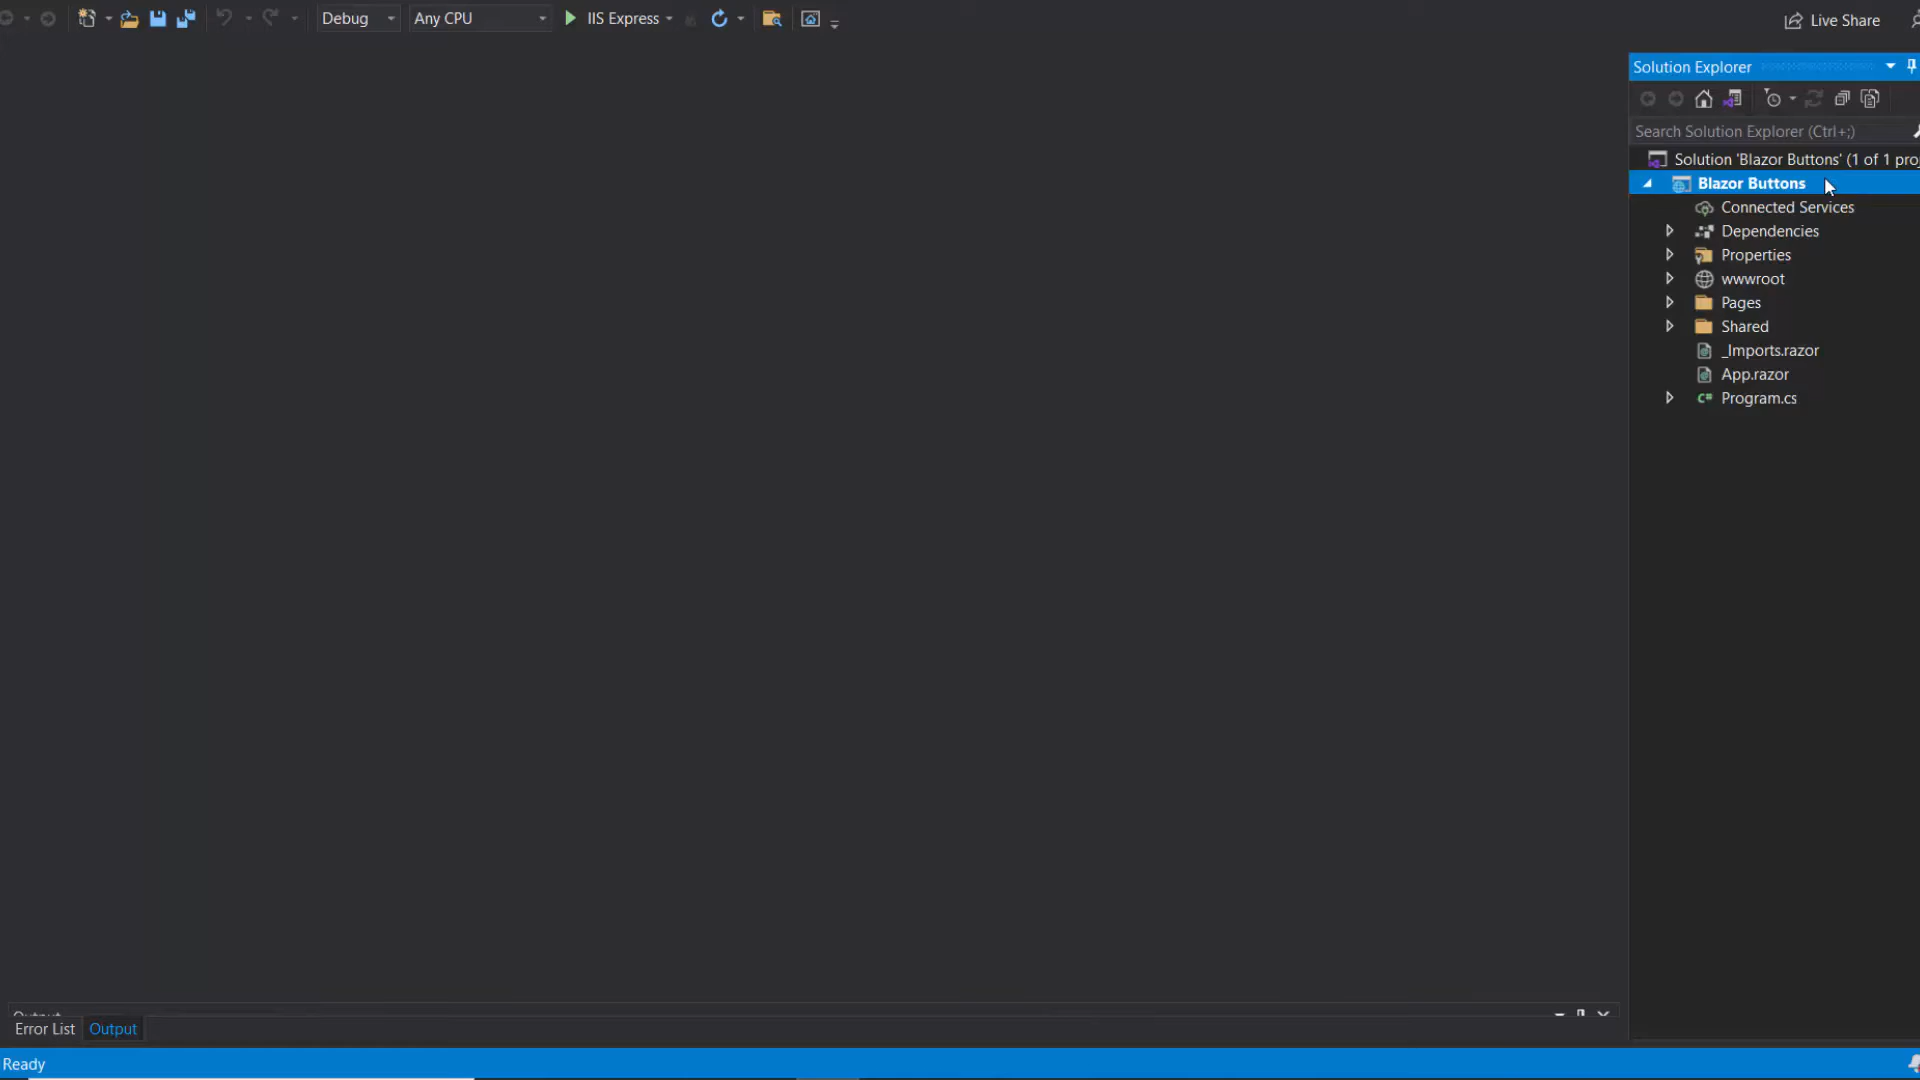 Debug
Any CPU
IIS Express
Live Share
Solution Explorer
Search Solution Explorer (Ctrl+;)
Solution 'Blazor Buttons' (1 of 1 proj
Blazor Buttons
Connected Services
Dependencies
Properties
wwwroot
Pages
Shared
_Imports.razor
App.razor
C# Program.cs
Output
Error List
Output
Ready